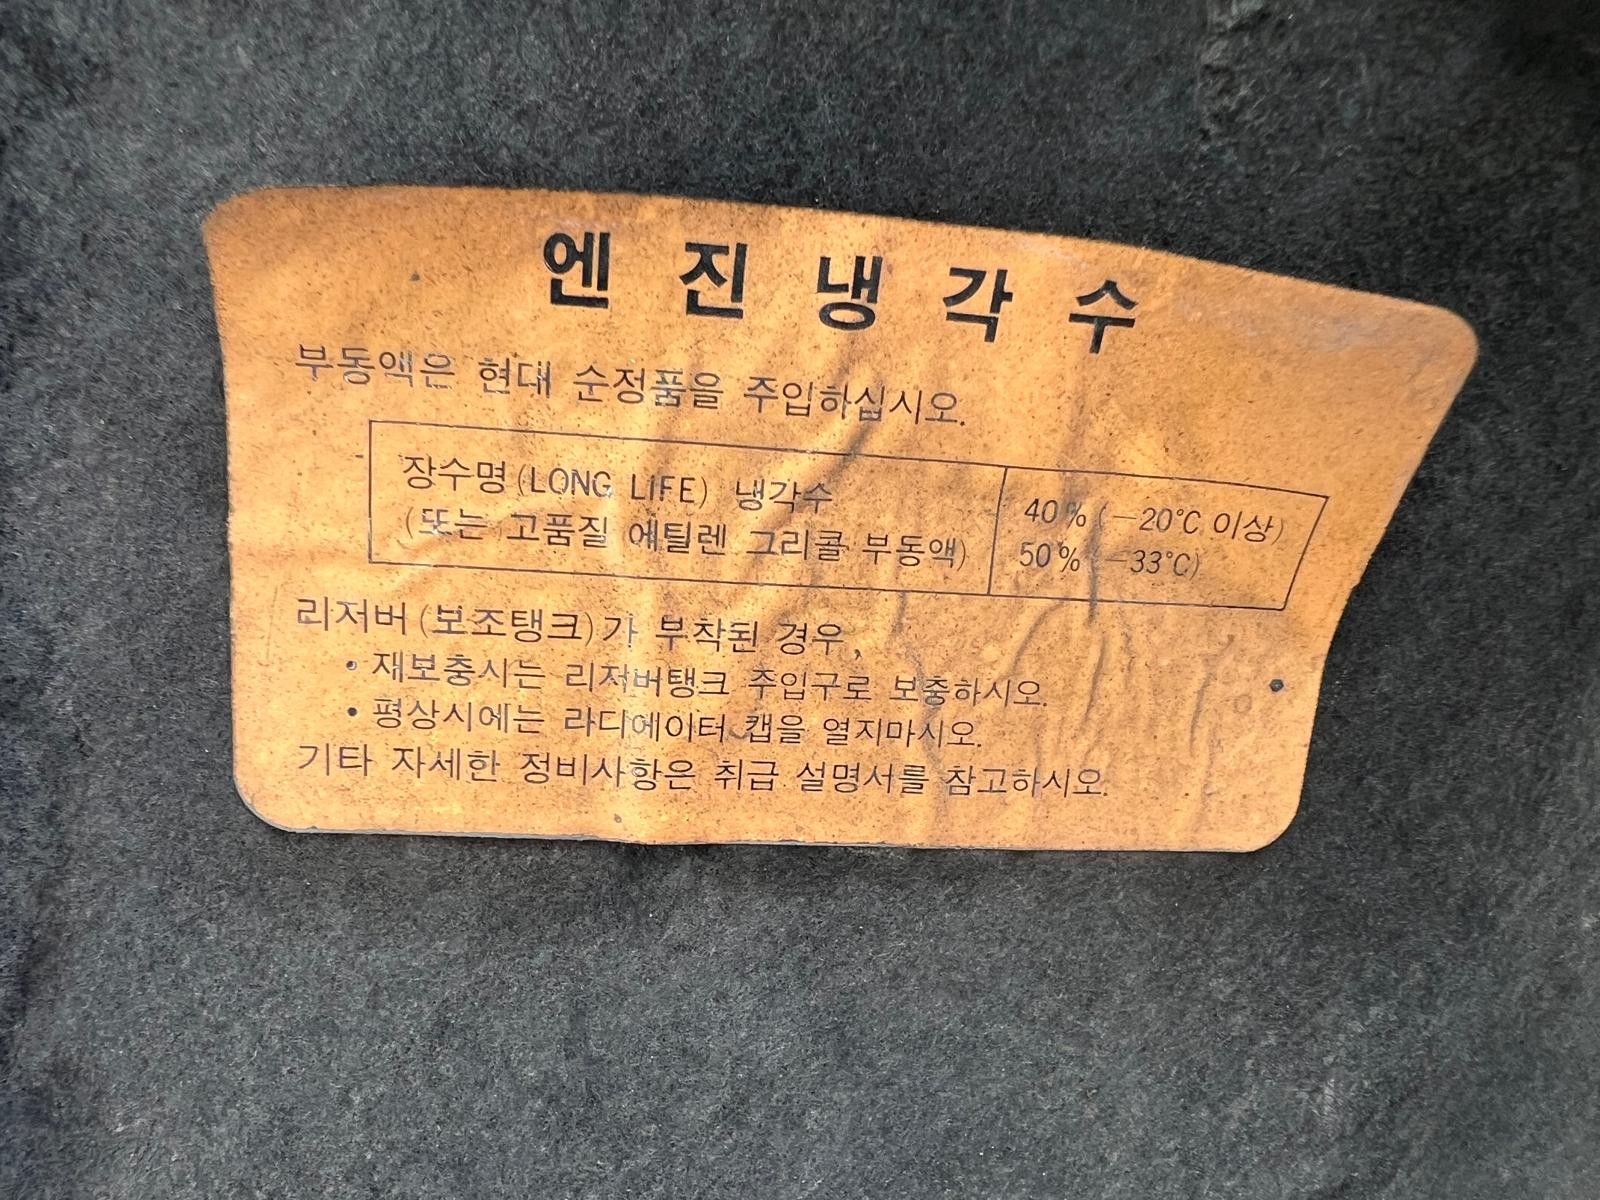 엔진냉각수
부동액은 현대 순정품을 주입하십시오.
장수명(LONG LIFE) 냉각수
(또는 고품질 에틸렌 그리콜 부동액)
40%(-20°C 이상)
50%(-33°C)
리저버(보조탱크)가 부착된 경우,
• 재보충시는 리저버탱크 주입구로 보충하시오.
• 평상시에는 라디에이터 캡을 열지마시오.
기타 자세한 정비사항은 취급 설명서를 참고하시오.